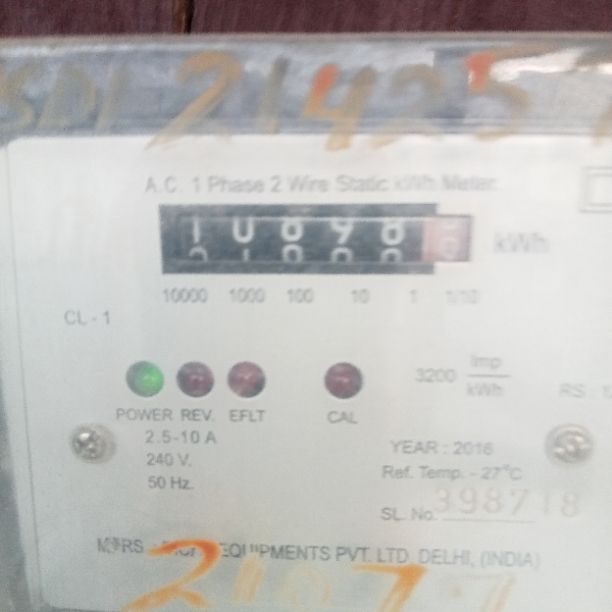 21425
A.C. 1 Phase 2 Wire Static kWh Meter
10898
kWh
10000 1000 100 10 1 1/10
CL - 1
3200 Imp
kWh
POWER REV. EFLT CAL
2.5-10 A
240 V.
50 Hz.
YEAR : 2016
Ref. Temp. - 27°C
SL. No. 398718
EQUIPMENTS PVT. LTD. DELHI, (INDIA)